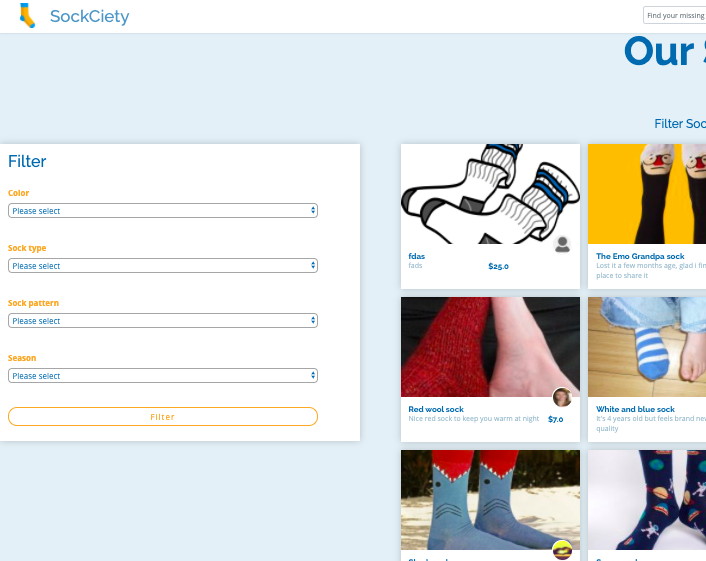 SockCiety
Find your missing
Our
Filter Soc
Filter
Color
Please select
Sock type
Please select
Sock pattern
Please select
Season
Please select
Filter
fdas
fads
$25.0
The Emo Grandpa sock
Lost it a few months age, glad i fin
place to share it
Red wool sock
Nice red sock to keep you warm at night
$7.0
White and blue sock
It's 4 years old but feels brand new
quality